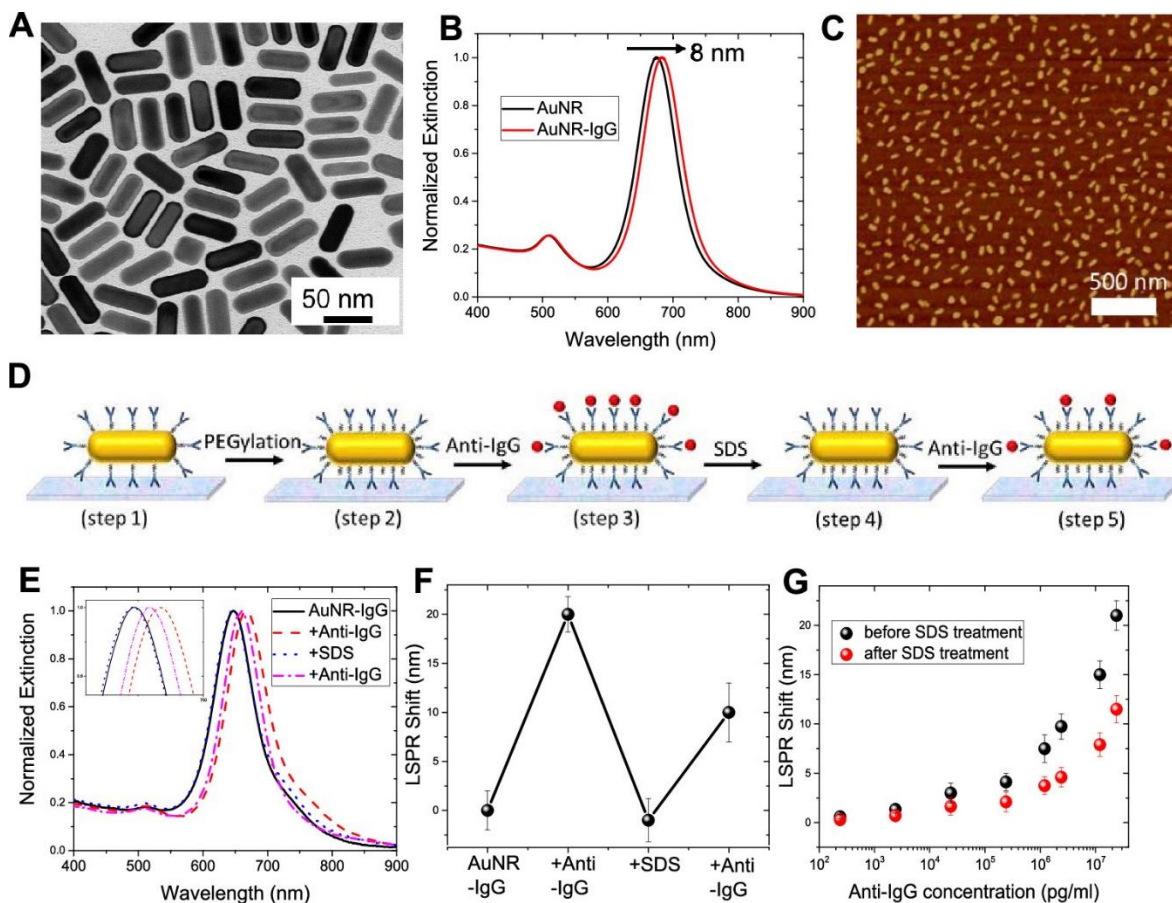 A
50 nm
B
8 nm
AuNR
AuNR-IgG
Normalized Extinction
1.0
0.8
0.6
0.4
0.2
0.0
400 500 600 700 800 900
Wavelength (nm)
C
500 nm
D
PEGylation
Anti-IgG
SDS
Anti-IgG
(step 1)
(step 2)
(step 3)
(step 4)
(step 5)
E
AuNR-IgG
+Anti-IgG
+SDS
+Anti-IgG
Normalized Extinction
1.0
0.8
0.6
0.4
0.2
0.0
400 500 600 700 800 900
Wavelength (nm)
F
LSPR Shift (nm)
20
15
10
5
0
AuNR
-IgG
+Anti
-IgG
+SDS
+Anti
-IgG
G
before SDS treatment
after SDS treatment
LSPR Shift (nm)
20
15
10
5
0
10² 10³ 10⁴ 10⁵ 10⁶ 10⁷
Anti-IgG concentration (pg/ml)